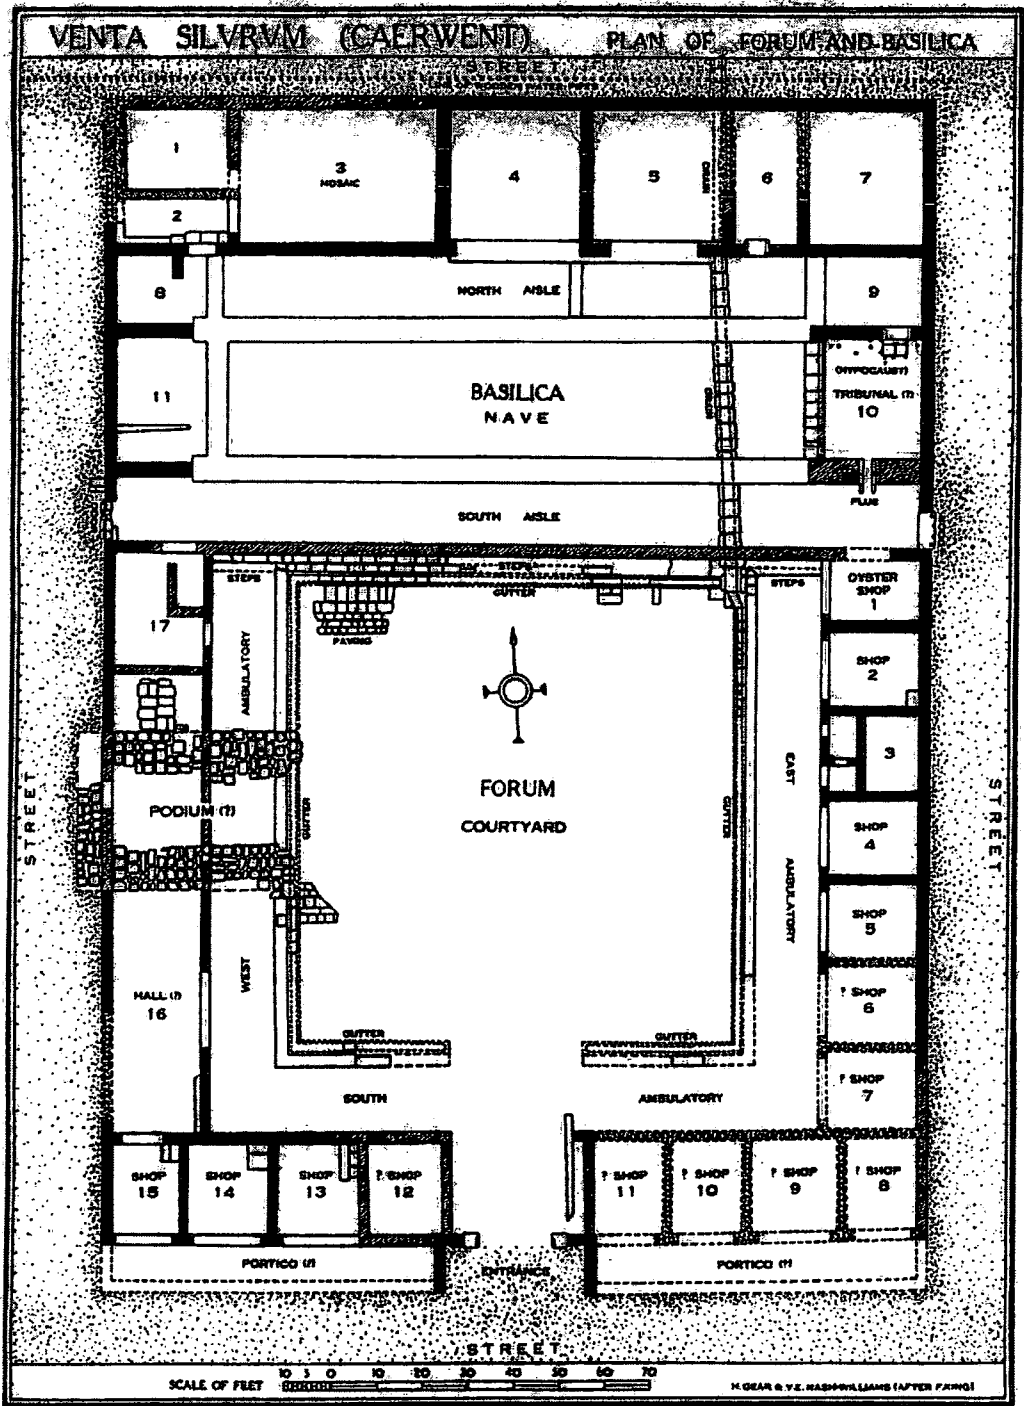 VENTA SILVRVM (CAERWENT) PLAN OF FORUM AND BASILICA
STREET
1
2
3
MOSAIC
4
5
DRAIN
6
7
8
NORTH AISLE
9
11
BASILICA
NAVE
DRAIN
(HYPOCAUST)
TRIBUNAL (?)
10
FLUE
SOUTH AISLE
STEPS
STEPS
STEPS
GUTTER
PAVING
17
AMBULATORY
OYSTER
SHOP
1
SHOP
2
3
STREET
PODIUM (?)
GUTTER
FORUM
COURTYARD
GUTTER
EAST
AMBULATORY
STREET
SHOP
4
SHOP
5
? SHOP
6
? SHOP
7
HALL (?)
16
WEST
GUTTER
GUTTER
SOUTH
AMBULATORY
SHOP
15
SHOP
14
SHOP
13
? SHOP
12
? SHOP
11
? SHOP
10
? SHOP
9
? SHOP
8
PORTICO (?)
ENTRANCE
PORTICO (?)
STREET
SCALE OF FEET 10 5 0 10 20 30 40 50 60 70
V.E. NASH-WILLIAMS (AFTER